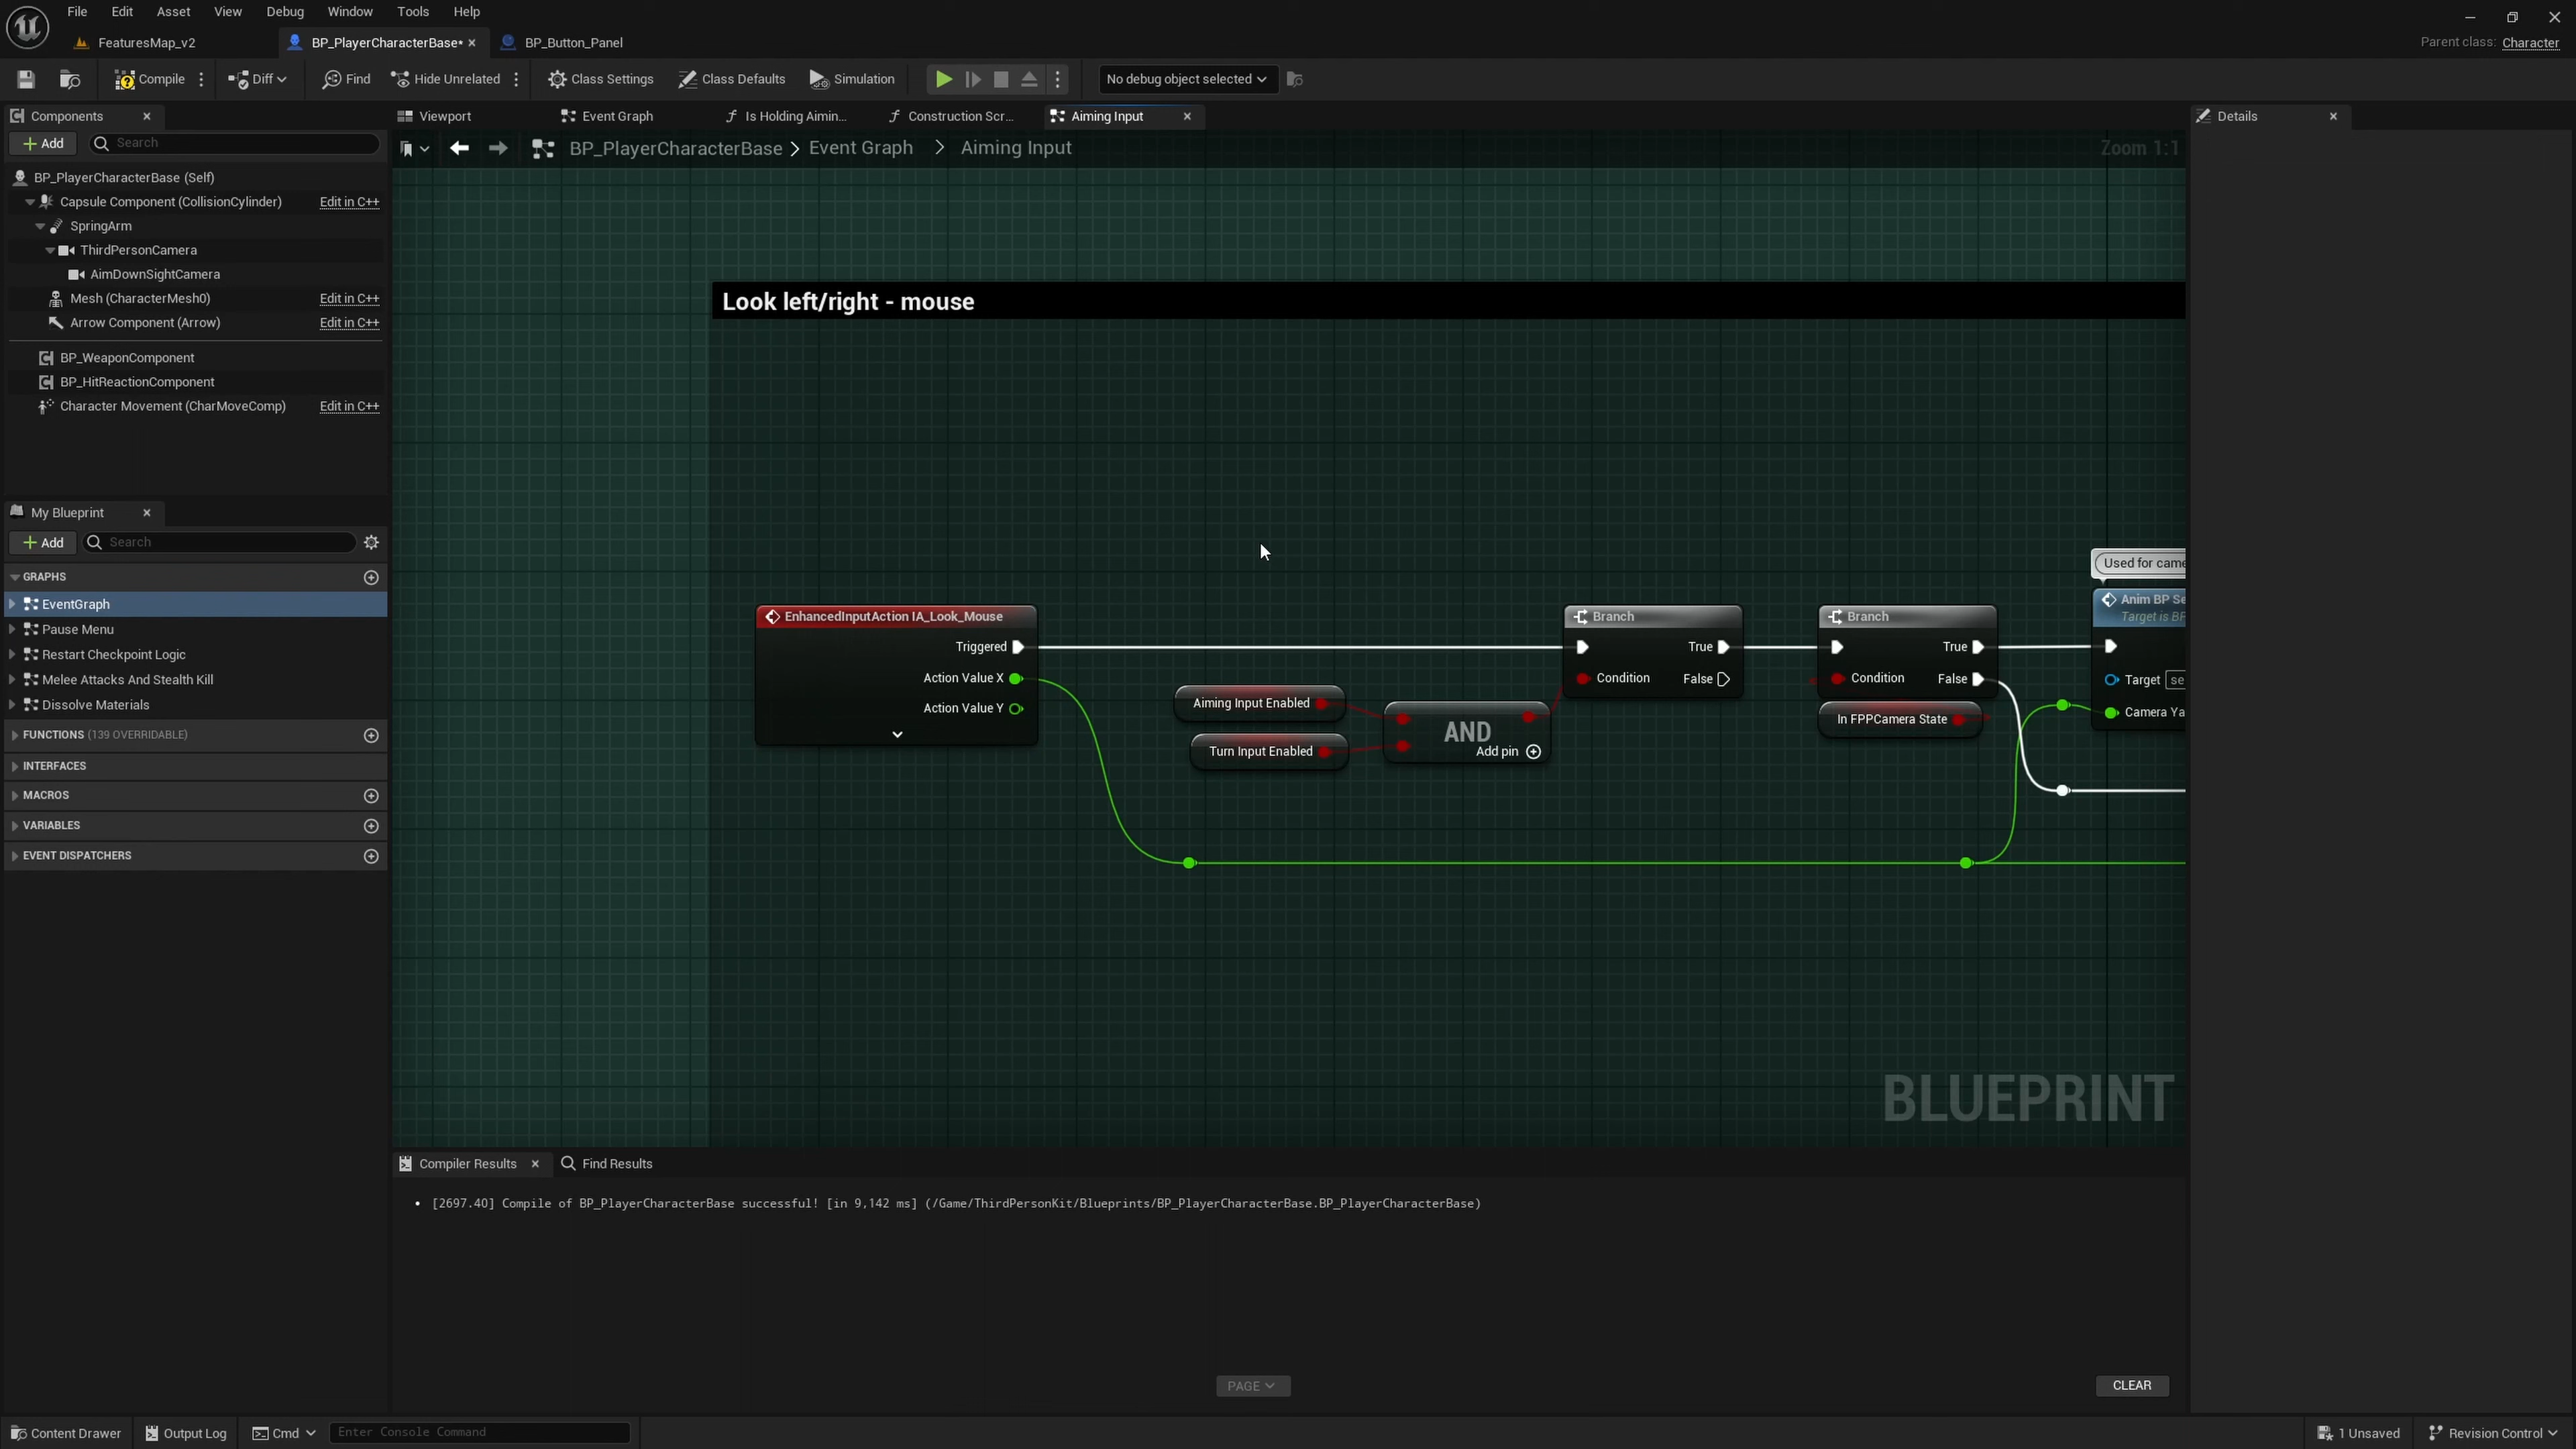 File Edit Asset View Debug Window Tools Help
FeaturesMap_v2
BP_PlayerCharacterBase*
BP_Button_Panel
Parent class: Character
Compile
Diff
Find
Hide Unrelated
Class Settings
Class Defaults
Simulation
No debug object selected
Components
Add
Search
BP_PlayerCharacterBase (Self)
Capsule Component (CollisionCylinder) Edit in C++
SpringArm
ThirdPersonCamera
AimDownSightCamera
Mesh (CharacterMesh0) Edit in C++
Arrow Component (Arrow) Edit in C++
BP_WeaponComponent
BP_HitReactionComponent
Character Movement (CharMoveComp) Edit in C++
My Blueprint
Add
Search
GRAPHS
EventGraph
Pause Menu
Restart Checkpoint Logic
Melee Attacks And Stealth Kill
Dissolve Materials
FUNCTIONS (139 OVERRIDABLE)
INTERFACES
MACROS
VARIABLES
EVENT DISPATCHERS
Viewport
Event Graph
Is Holding Aimin...
Construction Scr...
Aiming Input
BP_PlayerCharacterBase > Event Graph > Aiming Input
Zoom 1:1
Look left/right - mouse
EnhancedInputAction IA_Look_Mouse
Triggered
Action Value X
Action Value Y
Aiming Input Enabled
Turn Input Enabled
AND
Add pin
Branch
True
Condition
False
Branch
True
Condition
False
In FPPCamera State
Used for came
Anim BP Se
Target is BP
Target se
Camera Ya
BLUEPRINT
Details
Compiler Results
Find Results
[2697.40] Compile of BP_PlayerCharacterBase successful! [in 9,142 ms] (/Game/ThirdPersonKit/Blueprints/BP_PlayerCharacterBase.BP_PlayerCharacterBase)
PAGE
CLEAR
Content Drawer
Output Log
Cmd
Enter Console Command
1 Unsaved
Revision Control